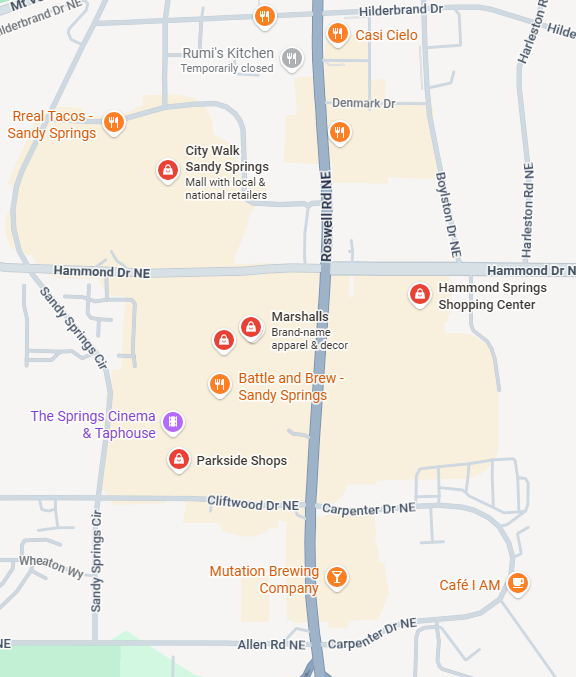 Mt V
Hilderbrand Dr NE
Hilderbrand Dr
Casi Cielo
Harleston R
Hilde
Rumi's Kitchen
Temporarily closed
Denmark Dr
Rreal Tacos -
Sandy Springs
City Walk
Sandy Springs
Mall with local &
national retailers
Roswell Rd NE
Boylston Dr NE
Harleston Rd NE
Hammond Dr NE
Hammond Dr N
Sandy Springs Cir
Hammond Springs
Shopping Center
Marshalls
Brand-name
apparel & decor
Battle and Brew -
Sandy Springs
The Springs Cinema
& Taphouse
Parkside Shops
Cliftwood Dr NE
Carpenter Dr NE
Sandy Springs Cir
Wheaton Wy
Mutation Brewing
Company
Café I AM
NE
Allen Rd NE
Carpenter Dr NE